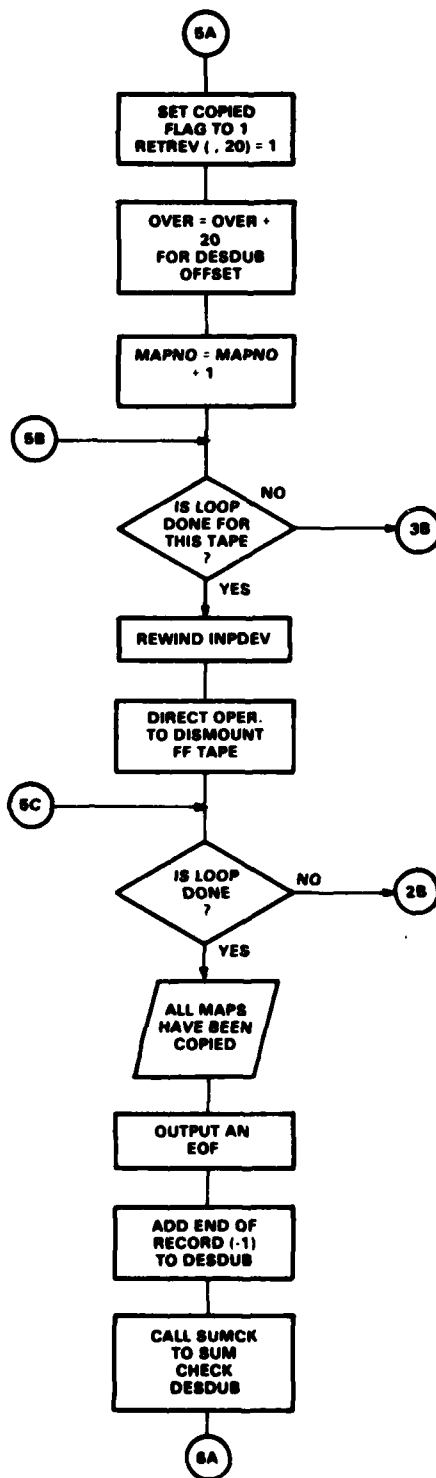 5A
SET COPIED
FLAG TO 1
RETREV ( , 20) = 1
OVER = OVER +
20
FOR DESDUB
OFFSET
MAPNO = MAPNO
+ 1
5B
IS LOOP
DONE FOR
THIS TAPE
?
NO
3B
YES
REWIND INPDEV
DIRECT OPER.
TO DISMOUNT
FF TAPE
5C
IS LOOP
DONE
?
NO
2B
YES
ALL MAPS
HAVE BEEN
COPIED
OUTPUT AN
EOF
ADD END OF
RECORD (-1)
TO DESDUB
CALL SUMCK
TO SUM
CHECK
DESDUB
6A